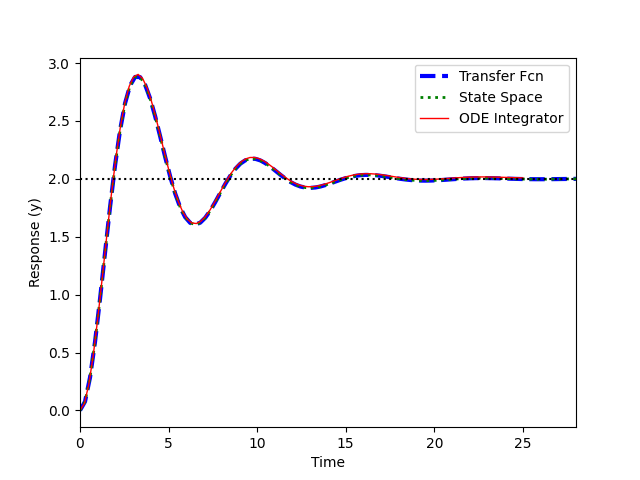 3.0
2.5
2.0
1.5
1.0
0.5
0.0
Response (y)
Transfer Fcn
State Space
ODE Integrator
0 5 10 15 20 25
Time